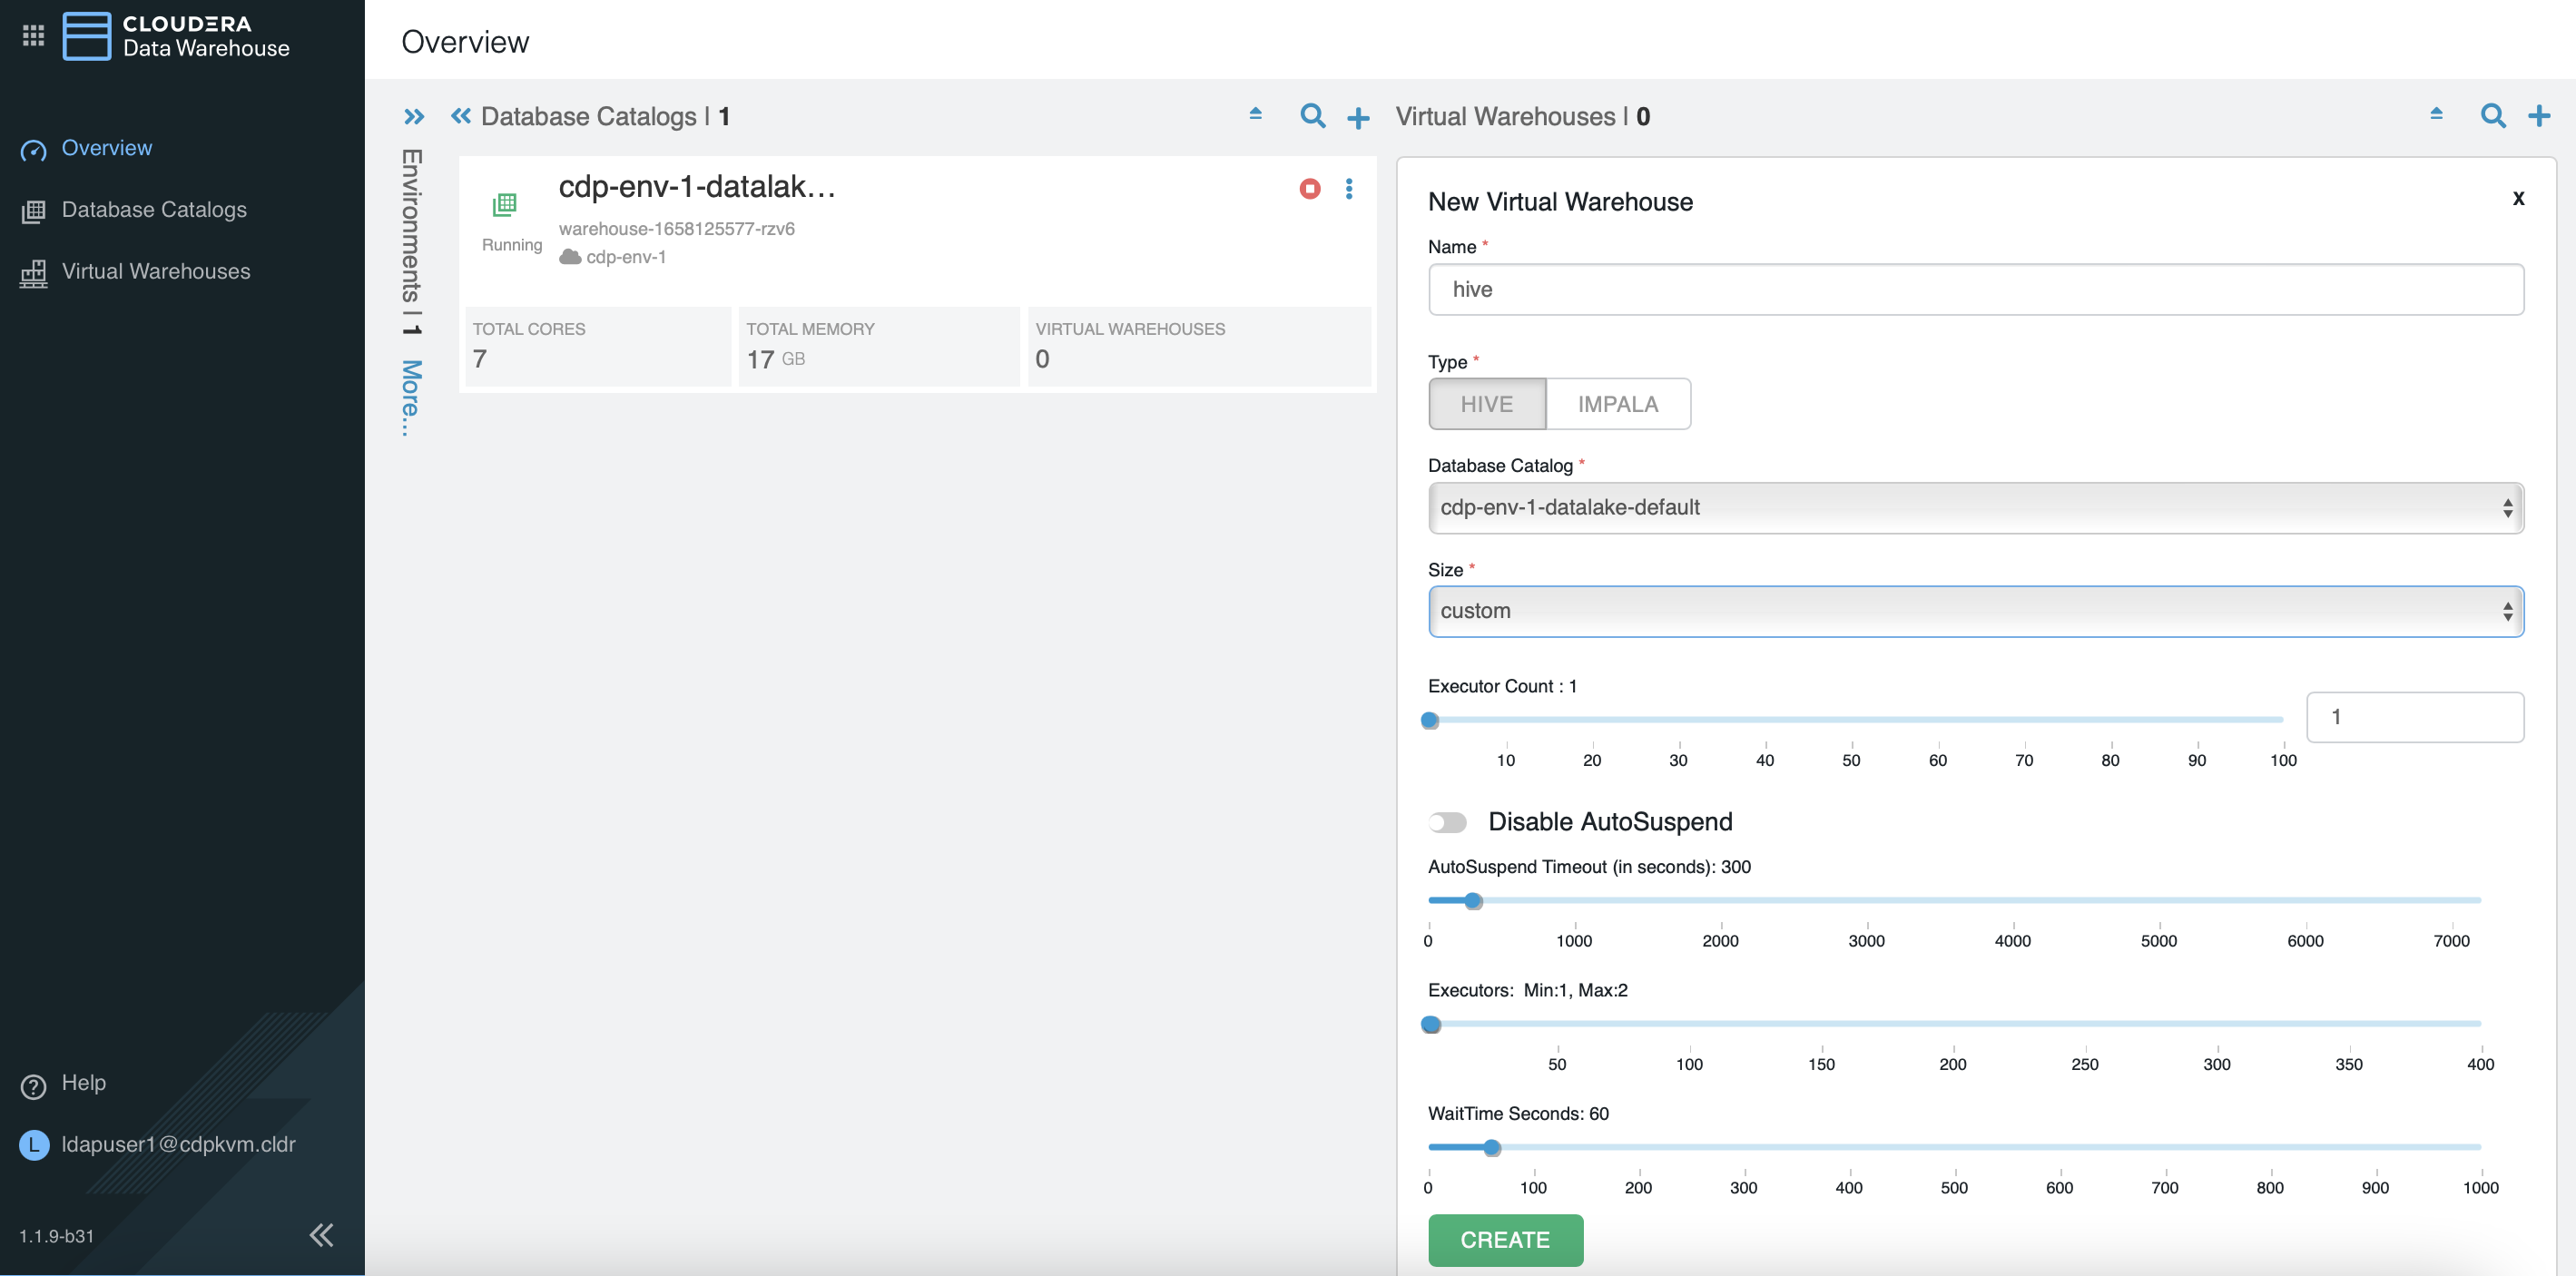 CLOUDERA
Data Warehouse
Overview
Database Catalogs
Virtual Warehouses
Help
L
ldapuser1@cdpkvm.cldr
1.1.9-b31
Overview
Environments | 1 More...
Database Catalogs | 1
cdp-env-1-datalak...
Running
warehouse-1658125577-rzv6
cdp-env-1
TOTAL CORES
7
TOTAL MEMORY
17 GB
VIRTUAL WAREHOUSES
0
Virtual Warehouses | 0
New Virtual Warehouse
X
Name *
hive
Type *
HIVE IMPALA
Database Catalog *
cdp-env-1-datalake-default
Size *
custom
Executor Count : 1
1
10 20 30 40 50 60 70 80 90 100
Disable AutoSuspend
AutoSuspend Timeout (in seconds): 300
0 1000 2000 3000 4000 5000 6000 7000
Executors: Min:1, Max:2
50 100 150 200 250 300 350 400
WaitTime Seconds: 60
0 100 200 300 400 500 600 700 800 900 1000
CREATE